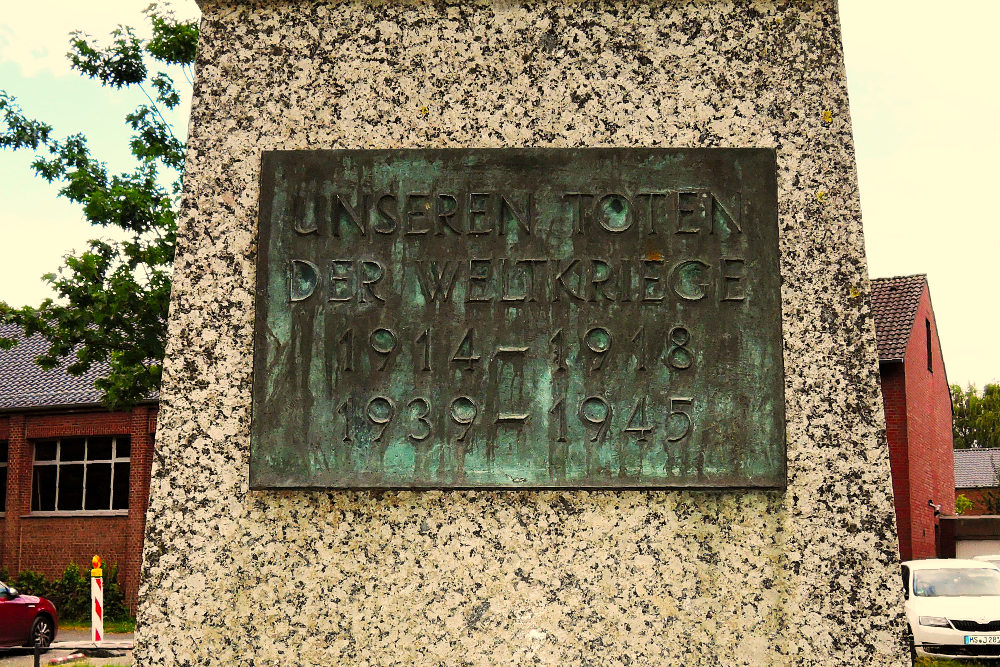 UNSEREN TOTEN
DER WELTKRIEGE
1914 – 1918
1939 – 1945